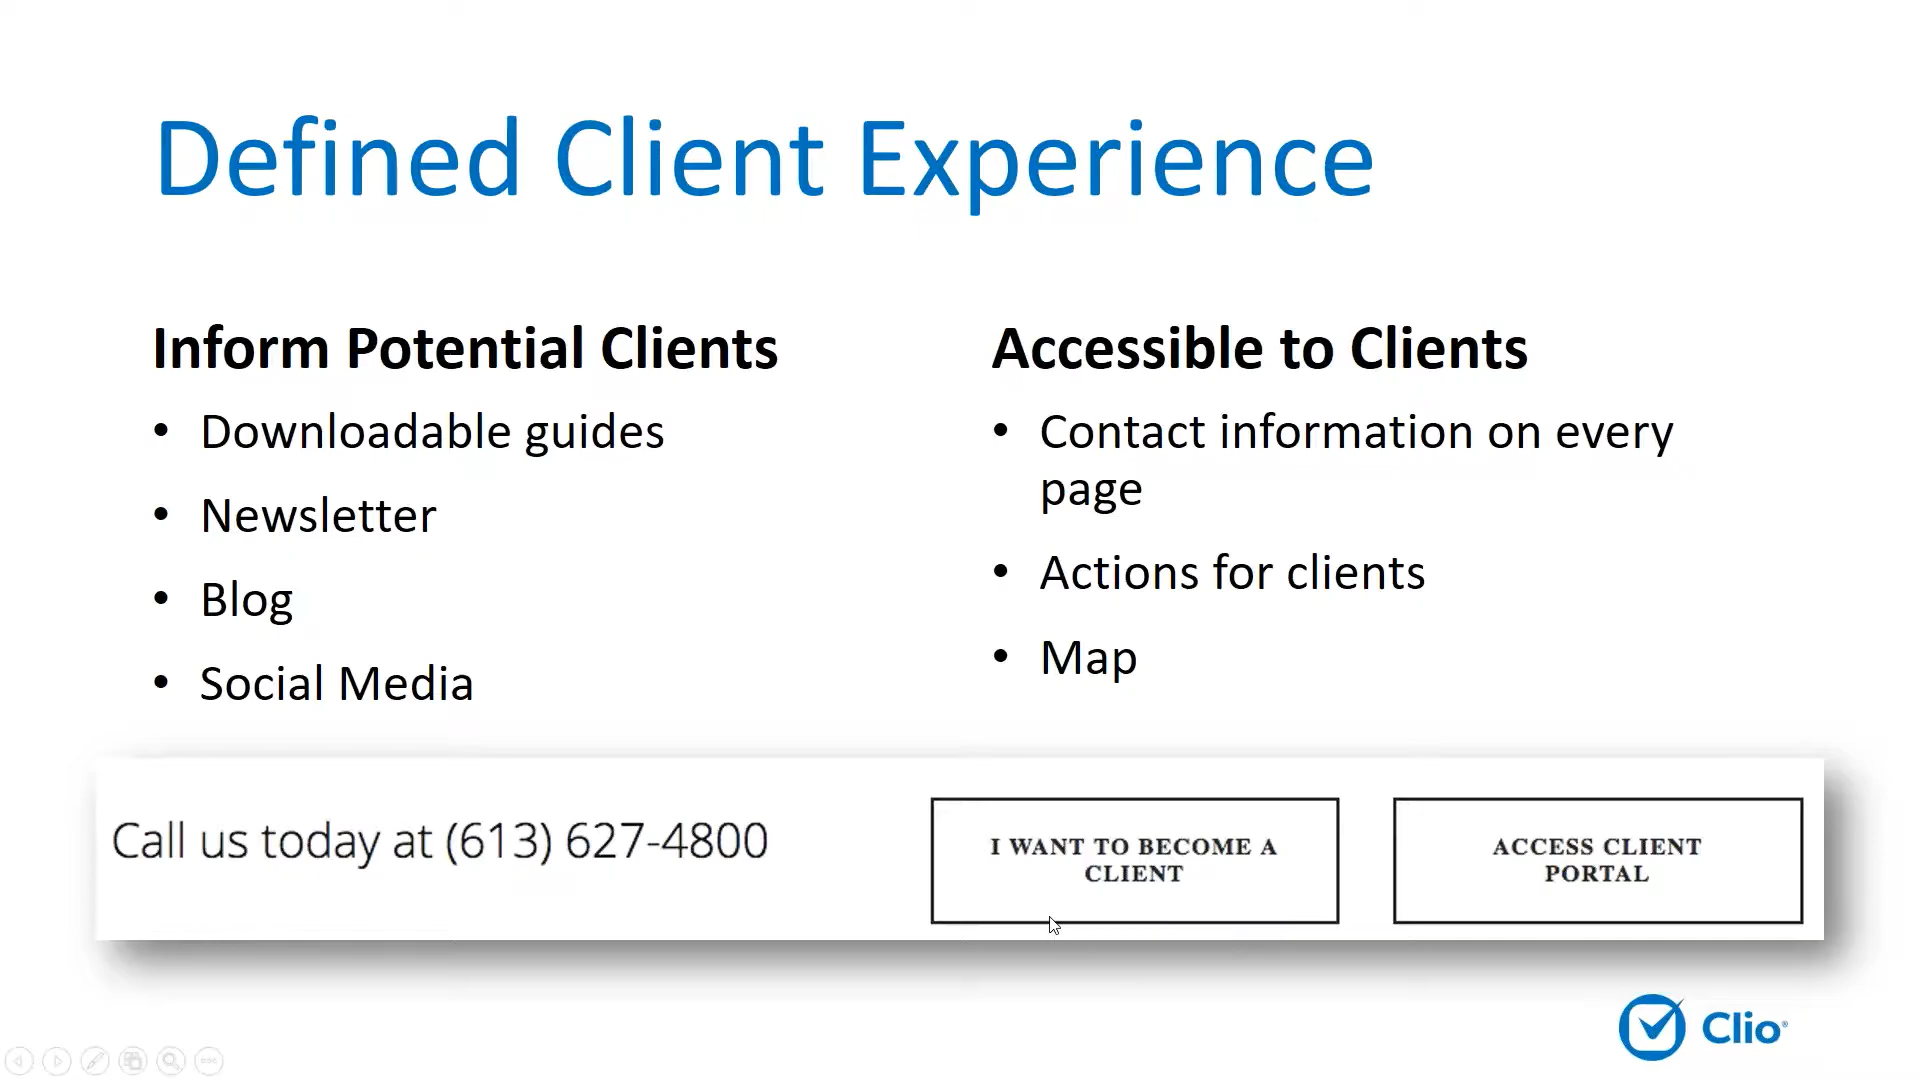 Defined Client Experience
Inform Potential Clients
• Downloadable guides
• Newsletter
• Blog
• Social Media
Accessible to Clients
• Contact information on every
page
• Actions for clients
• Map
Call us today at (613) 627-4800
I WANT TO BECOME A
CLIENT
ACCESS CLIENT
PORTAL
Clio®